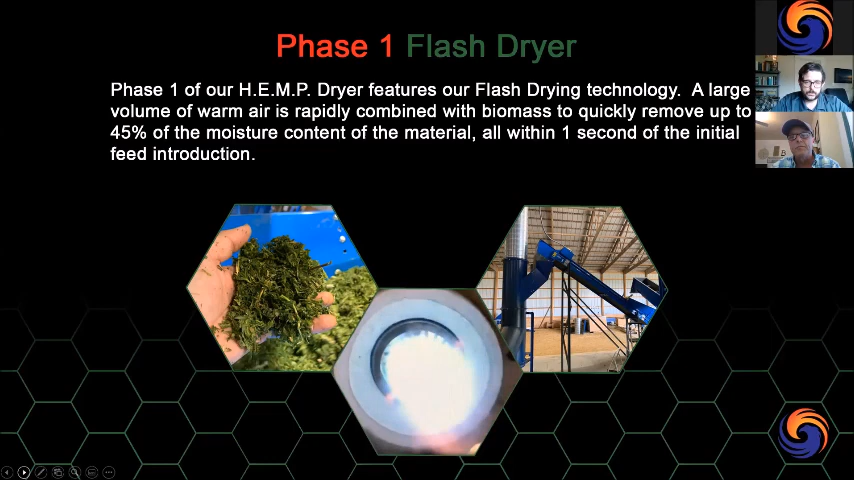 Phase 1 Flash Dryer
Phase 1 of our H.E.M.P. Dryer features our Flash Drying technology.  A large
volume of warm air is rapidly combined with biomass to quickly remove up to
45% of the moisture content of the material, all within 1 second of the initial
feed introduction.